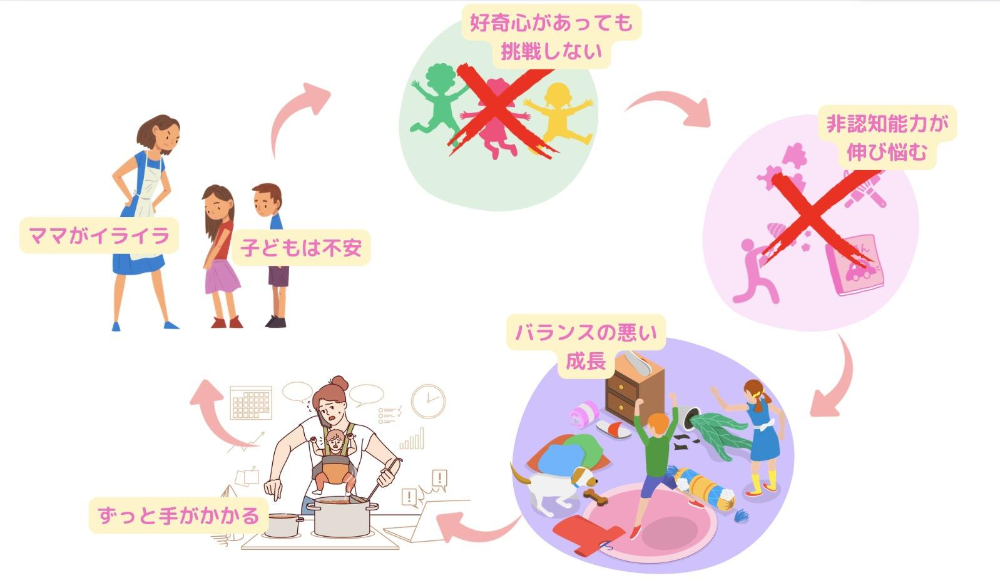 好奇心があっても
挑戦しない
非認知能力が
伸び悩む
ママがイライラ
子どもは不安
バランスの悪い
成長
ずっと手がかかる
!
!